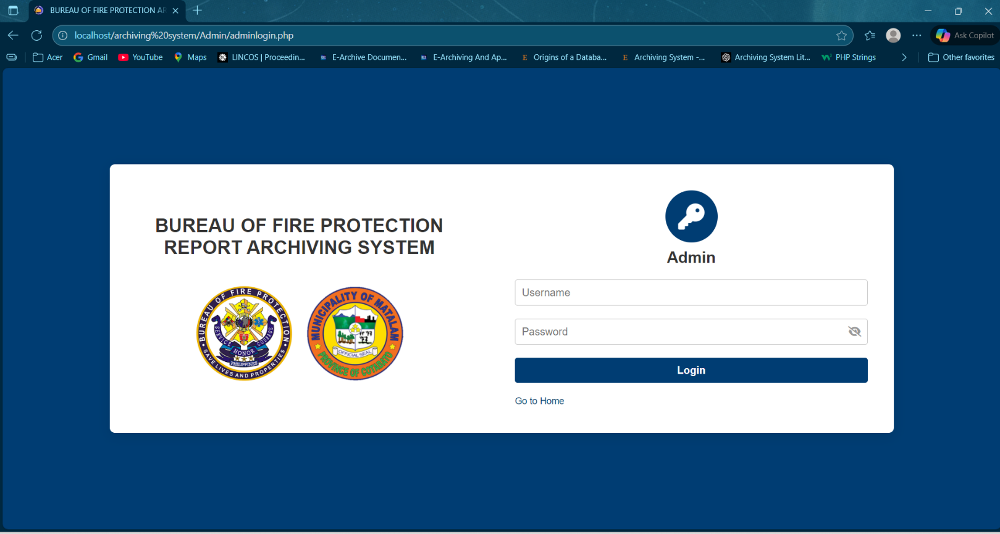 BUREAU OF FIRE PROTECTION AR
localhost/archiving%20system/Admin/adminlogin.php
Ask Copilot
Acer
Gmail
YouTube
Maps
LINCOS | Proceedin...
E-Archive Documen...
E-Archiving And Ap...
Origins of a Databa...
Archiving System -...
Archiving System Lit...
PHP Strings
Other favorites
BUREAU OF FIRE PROTECTION
REPORT ARCHIVING SYSTEM
BUREAU OF FIRE PROTECTION
SERVICE HONOR COURAGE
PHILIPPINES
SAVE LIVES AND PROPERTIES
MUNICIPALITY OF MATALAM
OFFICIAL SEAL
PROVINCE OF COTABATO
Admin
Username
Password
Login
Go to Home